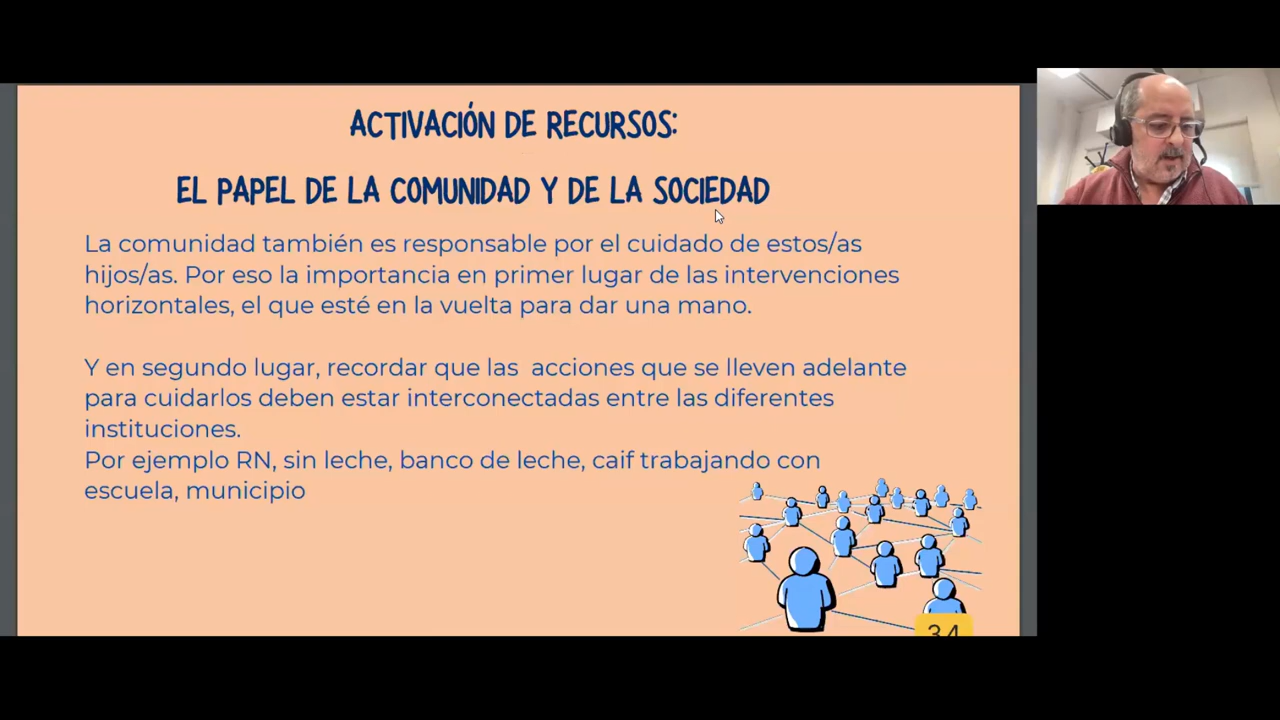 ACTIVACIÓN DE RECURSOS:
EL PAPEL DE LA COMUNIDAD Y DE LA SOCIEDAD
La comunidad también es responsable por el cuidado de estos/as
hijos/as. Por eso la importancia en primer lugar de las intervenciones
horizontales, el que esté en la vuelta para dar una mano.
Y en segundo lugar, recordar que las  acciones que se lleven adelante
para cuidarlos deben estar interconectadas entre las diferentes
instituciones.
Por ejemplo RN, sin leche, banco de leche, caif trabajando con
escuela, municipio
34